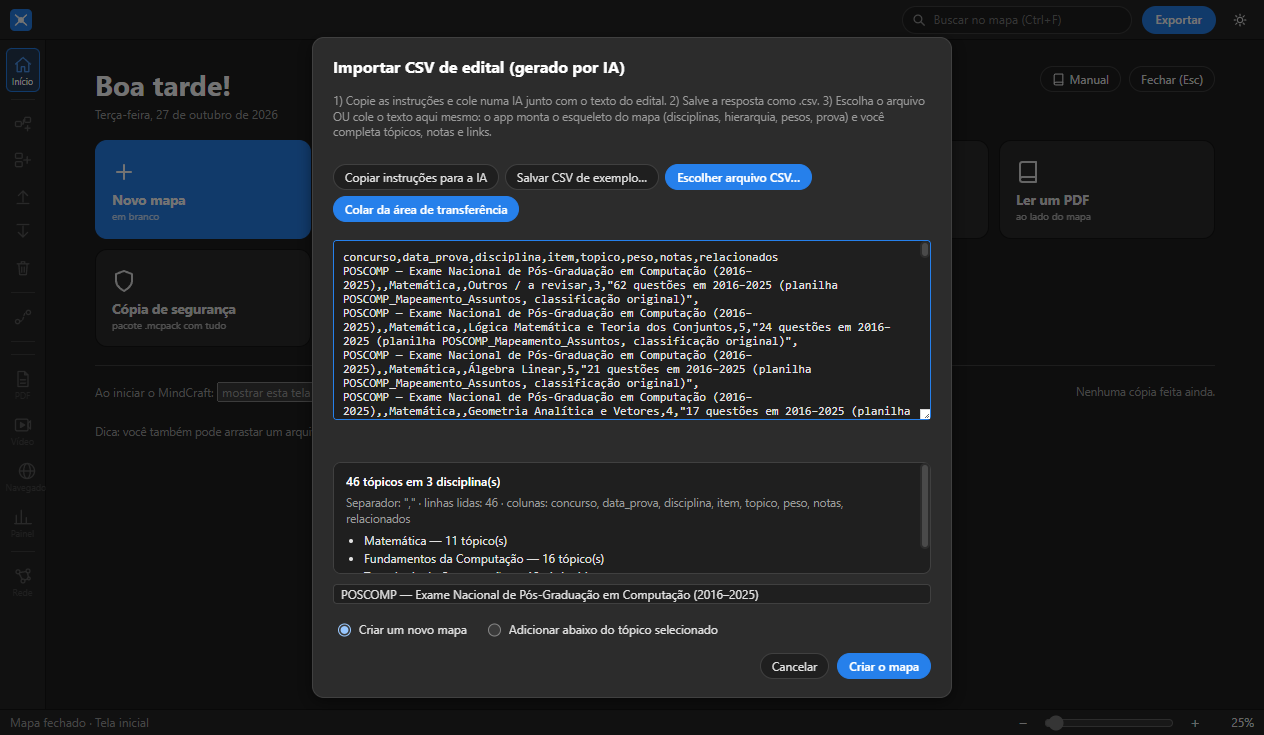 Buscar no mapa (Ctrl+F)
Exportar
Início
Boa tarde!
Terça-feira, 27 de outubro de 2026
Manual
Fechar (Esc)
Novo mapa
em branco
Ler um PDF
ao lado do mapa
Cópia de segurança
pacote .mcpack com tudo
Ao iniciar o MindCraft:
mostrar esta tela
Nenhuma cópia feita ainda.
Dica: você também pode arrastar um arqui
PDF
Vídeo
Navegado
Painel
Rede
Importar CSV de edital (gerado por IA)
1) Copie as instruções e cole numa IA junto com o texto do edital. 2) Salve a resposta como .csv. 3) Escolha o arquivo
OU cole o texto aqui mesmo: o app monta o esqueleto do mapa (disciplinas, hierarquia, pesos, prova) e você
completa tópicos, notas e links.
Copiar instruções para a IA
Salvar CSV de exemplo...
Escolher arquivo CSV...
Colar da área de transferência
concurso,data_prova,disciplina,item,topico,peso,notas,relacionados
POSCOMP — Exame Nacional de Pós-Graduação em Computação (2016–
2025),,Matemática,,Outros / a revisar,3,"62 questões em 2016–2025 (planilha
POSCOMP_Mapeamento_Assuntos, classificação original)",
POSCOMP — Exame Nacional de Pós-Graduação em Computação (2016–
2025),,Matemática,,Lógica Matemática e Teoria dos Conjuntos,5,"24 questões em 2016–
2025 (planilha POSCOMP_Mapeamento_Assuntos, classificação original)",
POSCOMP — Exame Nacional de Pós-Graduação em Computação (2016–
2025),,Matemática,,Álgebra Linear,5,"21 questões em 2016–2025 (planilha
POSCOMP_Mapeamento_Assuntos, classificação original)",
POSCOMP — Exame Nacional de Pós-Graduação em Computação (2016–
2025),,Matemática,,Geometria Analítica e Vetores,4,"17 questões em 2016–2025 (planilha
46 tópicos em 3 disciplina(s)
Separador: "," · linhas lidas: 46 · colunas: concurso, data_prova, disciplina, item, topico, peso, notas,
relacionados
• Matemática — 11 tópico(s)
• Fundamentos da Computação — 16 tópico(s)
POSCOMP — Exame Nacional de Pós-Graduação em Computação (2016–2025)
Criar um novo mapa
Adicionar abaixo do tópico selecionado
Cancelar
Criar o mapa
Mapa fechado · Tela inicial
25%